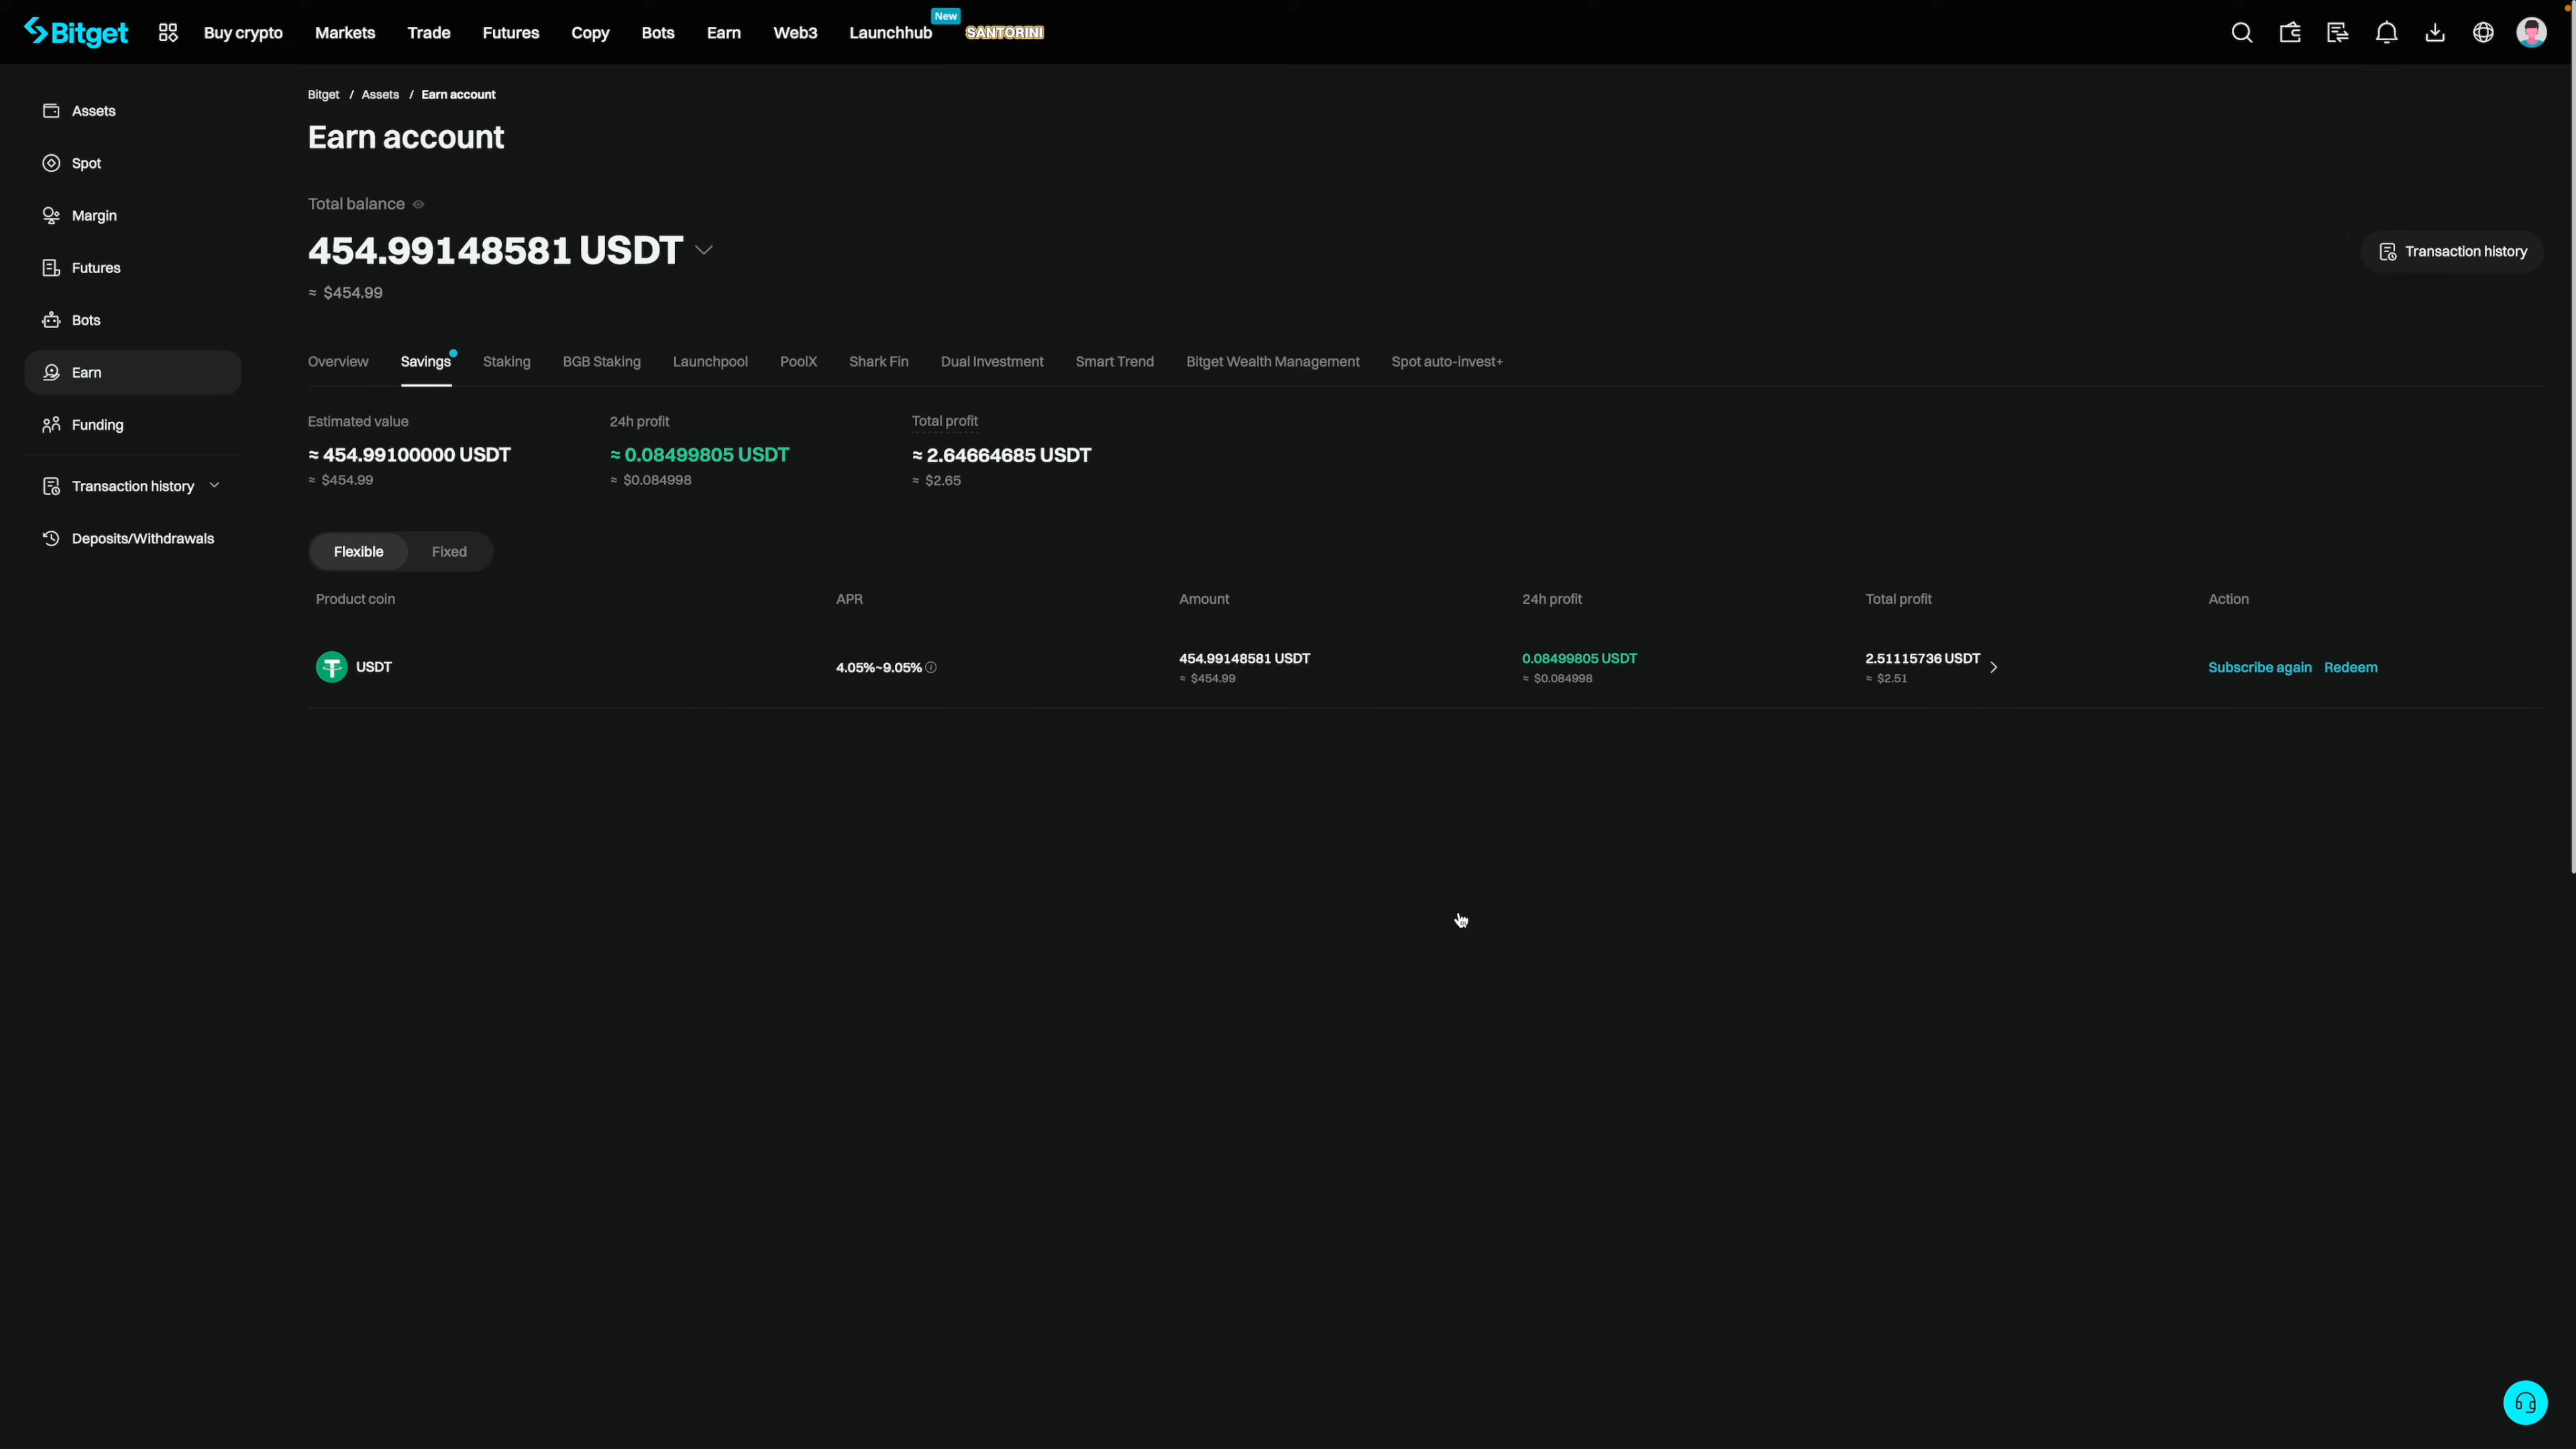 Bitget Buy crypto Markets Trade Futures Copy Bots Earn Web3 Launchhub New SANTORINI
Assets
Spot
Margin
Futures
Bots
Earn
Funding
Transaction history
Deposits/Withdrawals
Bitget / Assets / Earn account
Earn account
Total balance
454.99148581 USDT
≈ $454.99
Transaction history
Overview Savings Staking BGB Staking Launchpool PoolX Shark Fin Dual Investment Smart Trend Bitget Wealth Management Spot auto-invest+
Estimated value 24h profit Total profit
≈ 454.99100000 USDT ≈ 0.08499805 USDT ≈ 2.64664685 USDT
≈ $454.99 ≈ $0.084998 ≈ $2.65
Flexible Fixed
Product coin APR Amount 24h profit Total profit Action
USDT 4.05%~9.05% 454.99148581 USDT 0.08499805 USDT 2.51115736 USDT Subscribe again Redeem
≈ $454.99 ≈ $0.084998 ≈ $2.51